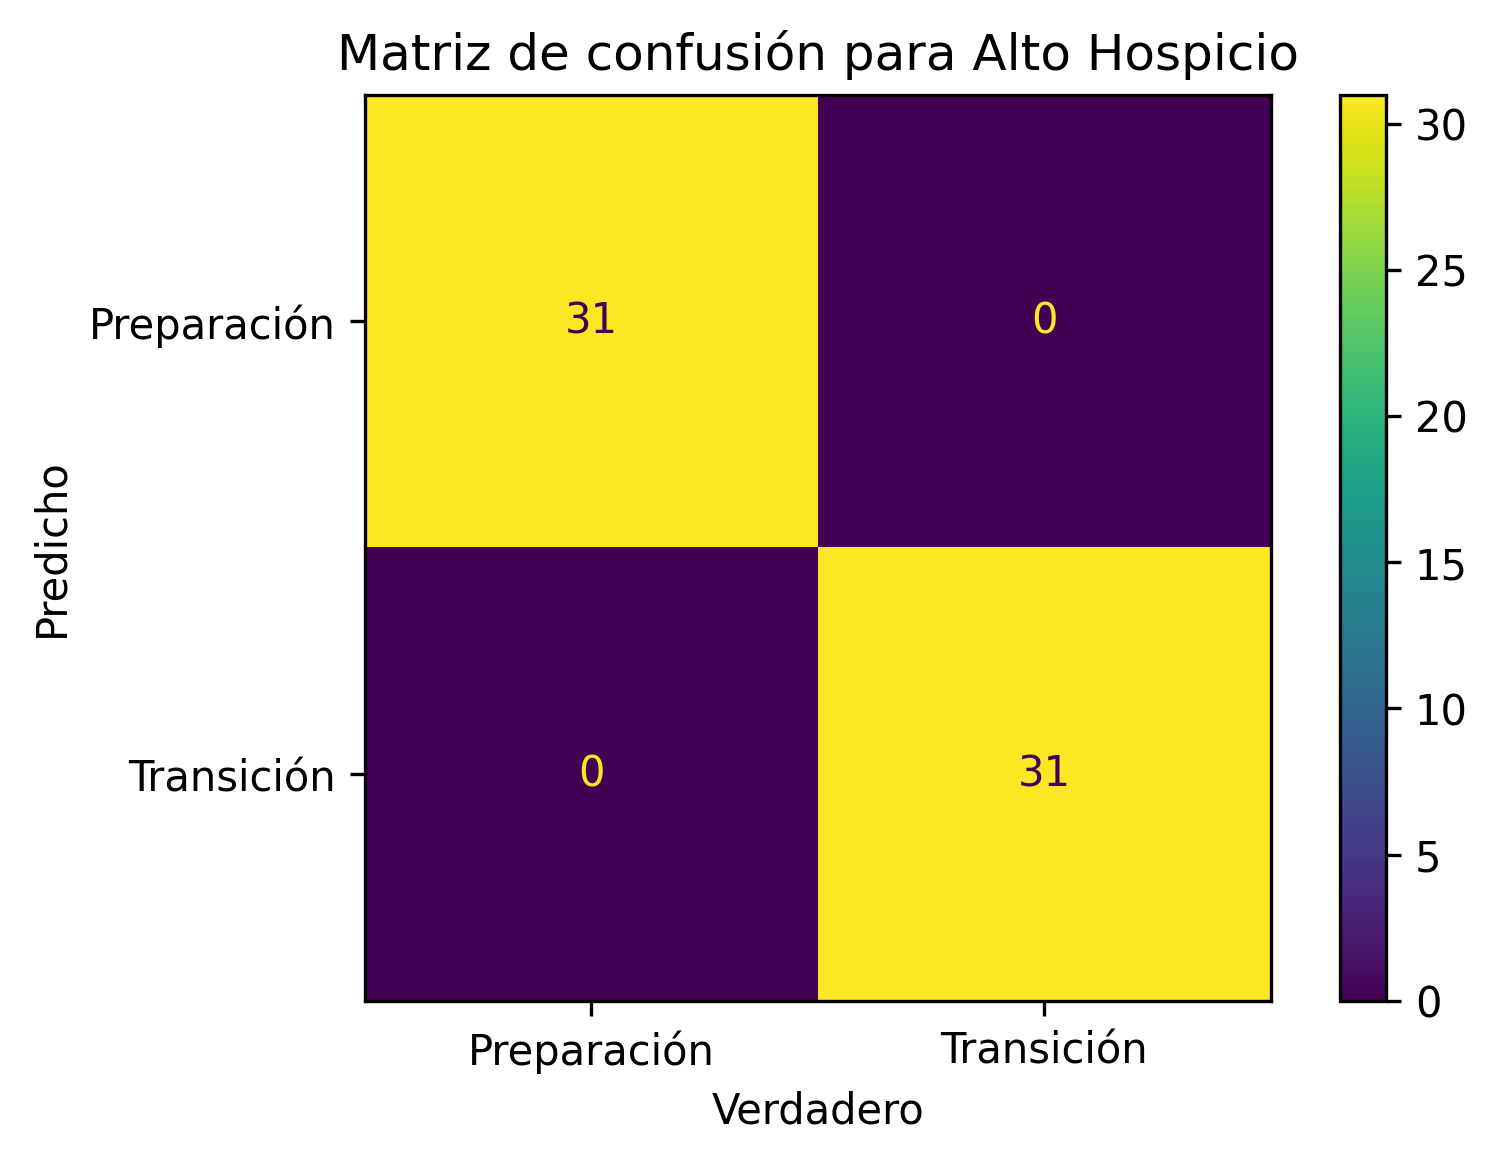 Matriz de confusión para Alto Hospicio
Predicho
Preparación
31
0
Transición
0
31
Preparación
Transición
Verdadero
30
25
20
15
10
5
0